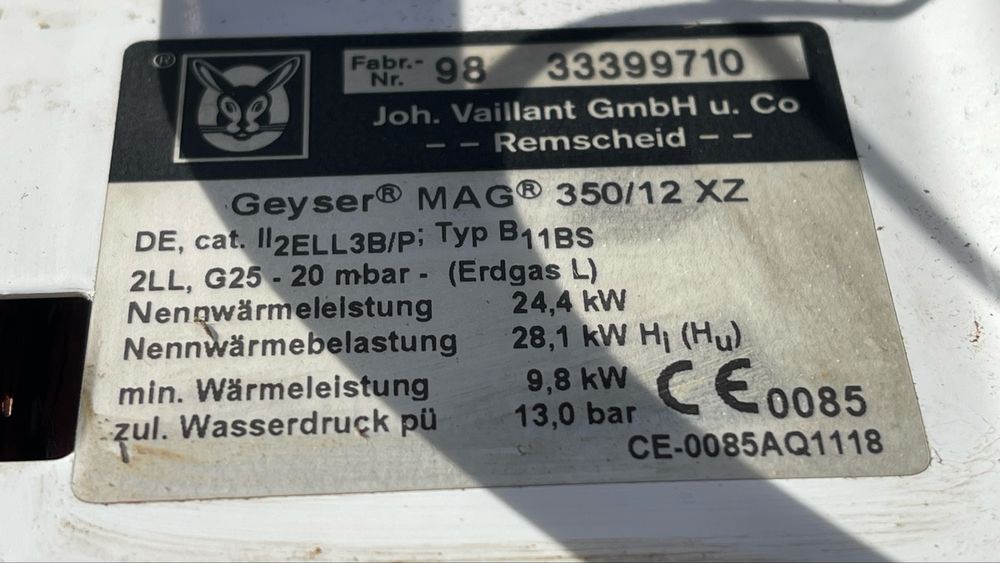 ®
Fabr.-
Nr. 98 33399710
Joh. Vaillant GmbH u. Co
– – Remscheid – –
Geyser® MAG® 350/12 XZ
DE, cat. II2ELL3B/P; Typ B11BS
2LL, G25 - 20 mbar - (Erdgas L)
Nennwärmeleistung 24,4 kW
Nennwärmebelastung 28,1 kW Hi (Hu)
min. Wärmeleistung 9,8 kW
zul. Wasserdruck pü 13,0 bar
CE 0085
CE-0085AQ1118